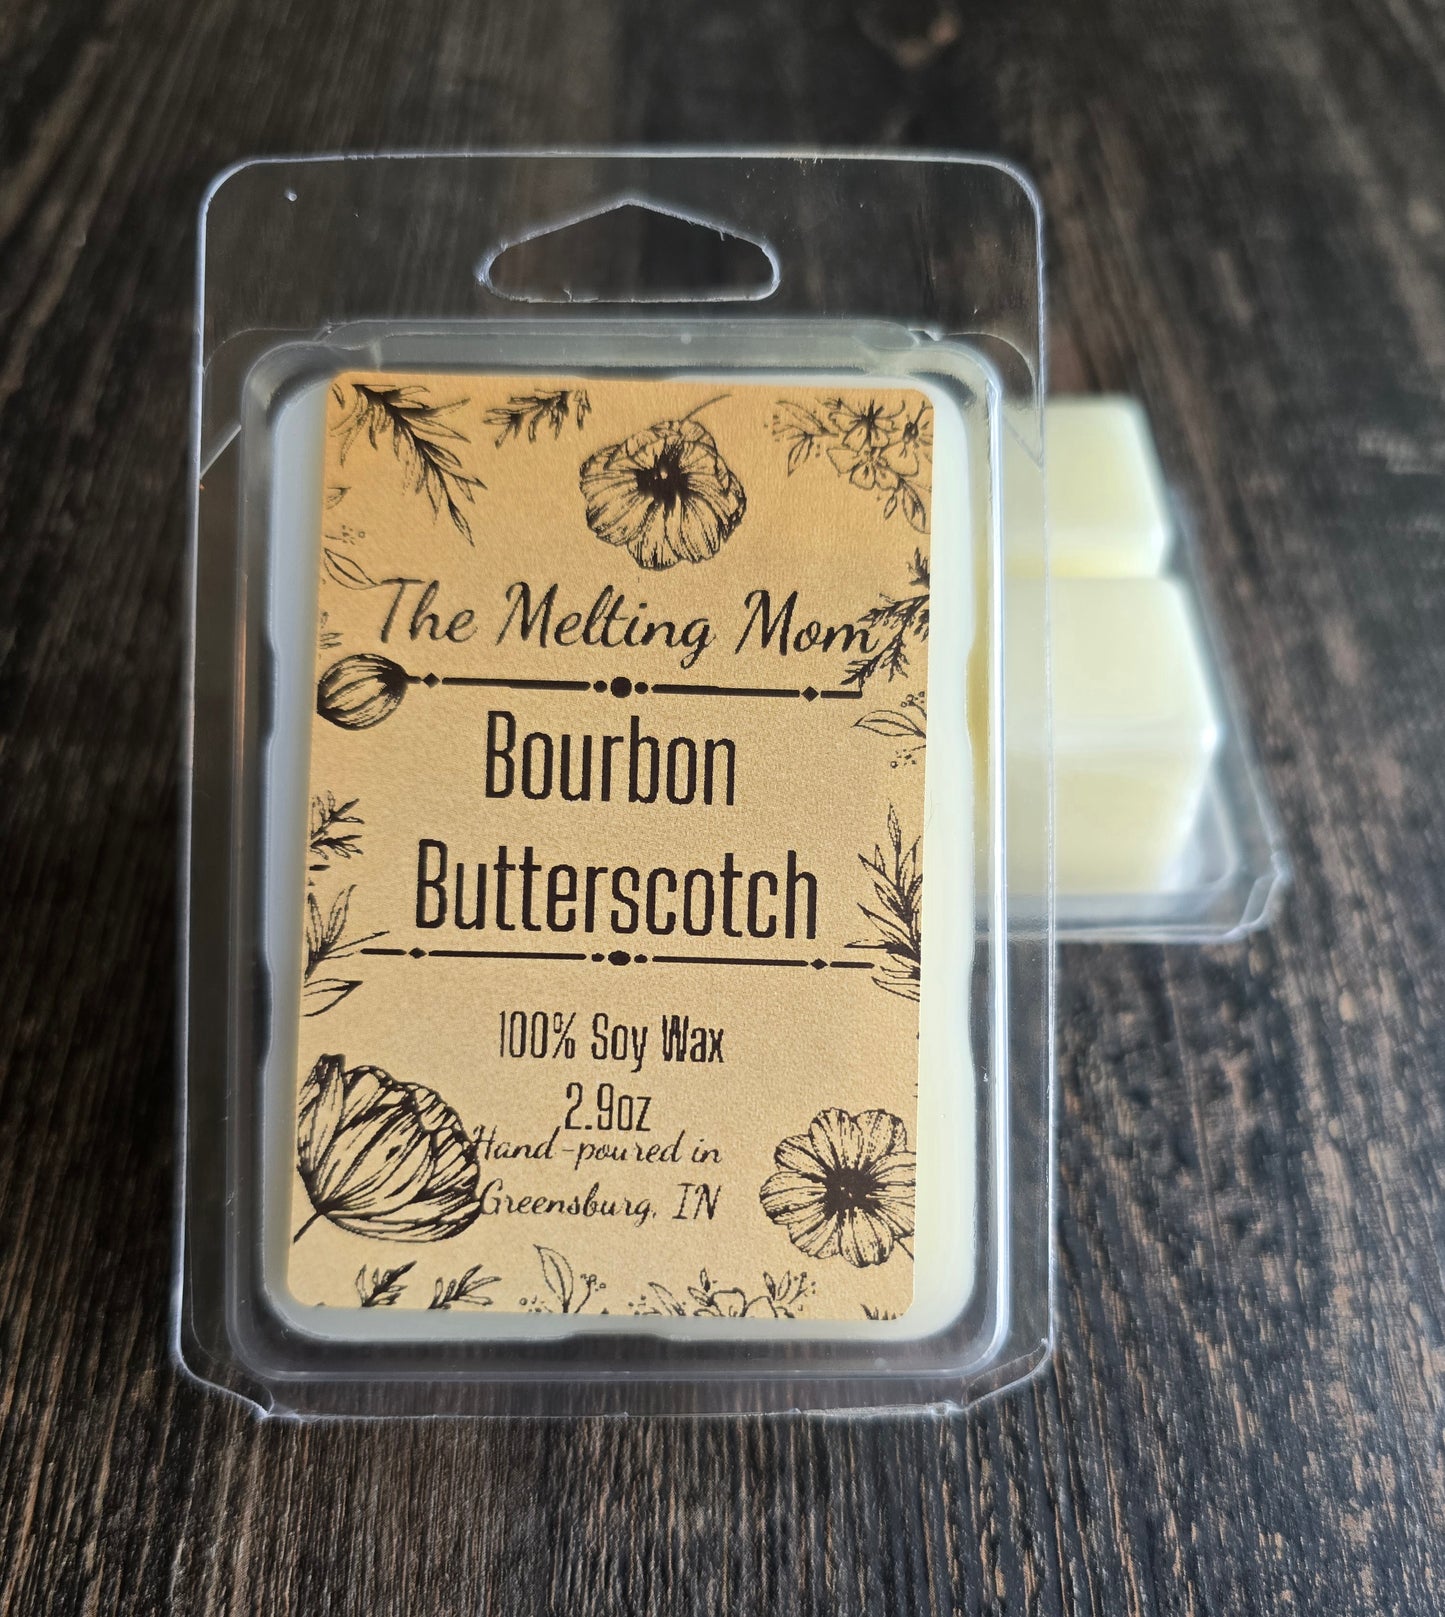 The Melting Mom
Bourbon
Butterscotch
100% Soy Wax
2.9oz
Hand-poured in
Greensburg, IN